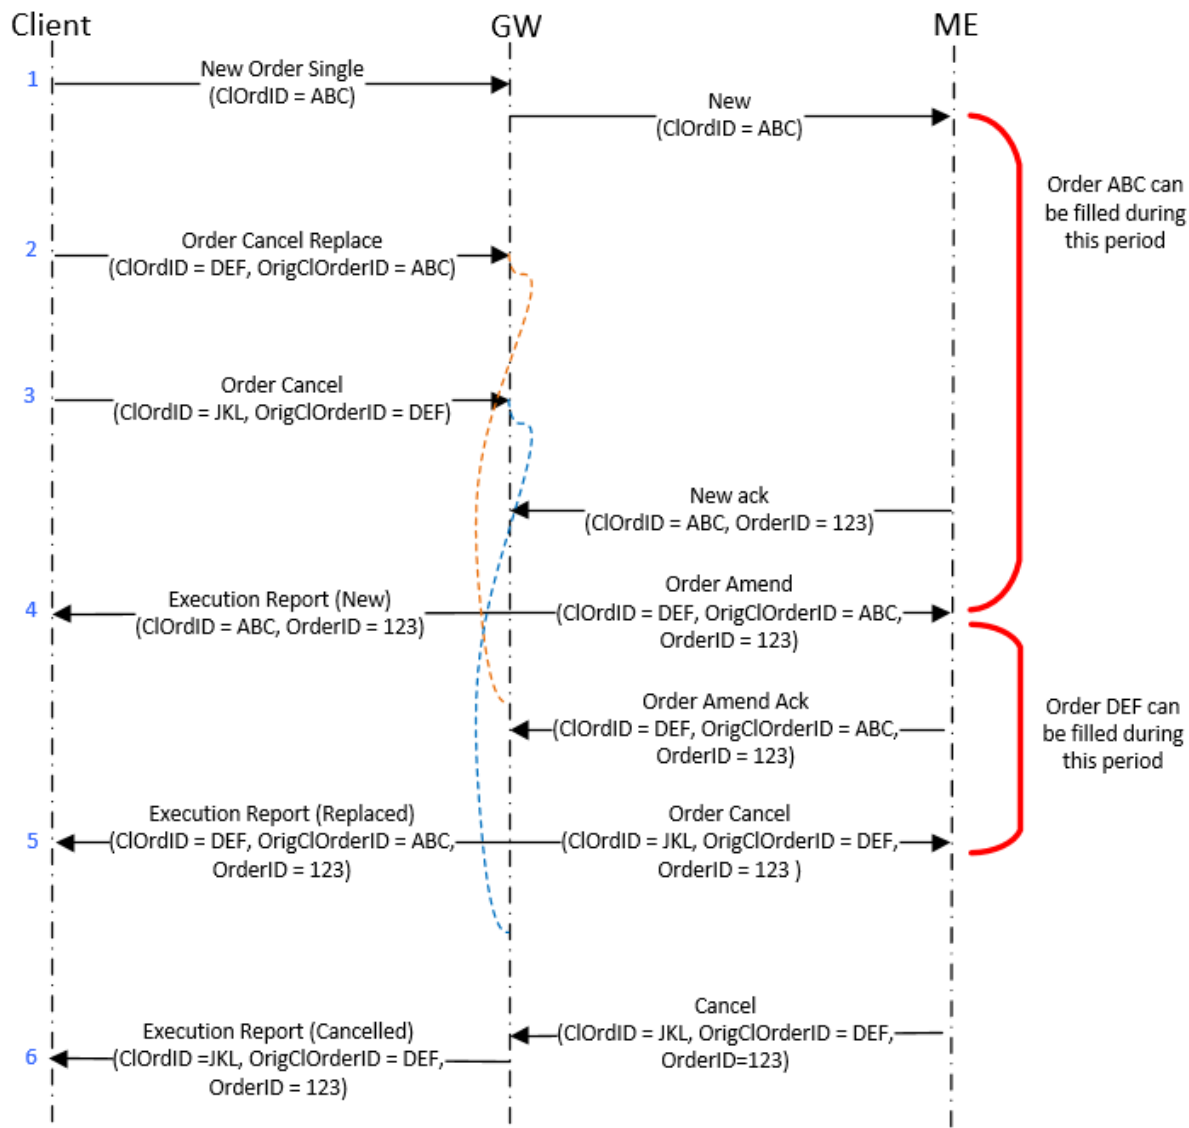 Client
GW
ME
1
New Order Single
(ClOrdID = ABC)
New
(ClOrdID = ABC)
Order ABC can
be filled during
this period
2
Order Cancel Replace
(ClOrdID = DEF, OrigClOrderID = ABC)
3
Order Cancel
(ClOrdID = JKL, OrigClOrderID = DEF)
New ack
(ClOrdID = ABC, OrderID = 123)
4
Execution Report (New)
(ClOrdID = ABC, OrderID = 123)
Order Amend
(ClOrdID = DEF, OrigClOrderID = ABC,
OrderID = 123)
Order Amend Ack
(ClOrdID = DEF, OrigClOrderID = ABC,
OrderID = 123)
Order DEF can
be filled during
this period
5
Execution Report (Replaced)
(ClOrdID = DEF, OrigClOrderID = ABC,
OrderID = 123)
Order Cancel
(ClOrdID = JKL, OrigClOrderID = DEF,
OrderID = 123 )
Cancel
(ClOrdID = JKL, OrigClOrderID = DEF,
OrderID=123)
6
Execution Report (Cancelled)
(ClOrdID =JKL, OrigClOrderID = DEF,
OrderID = 123)